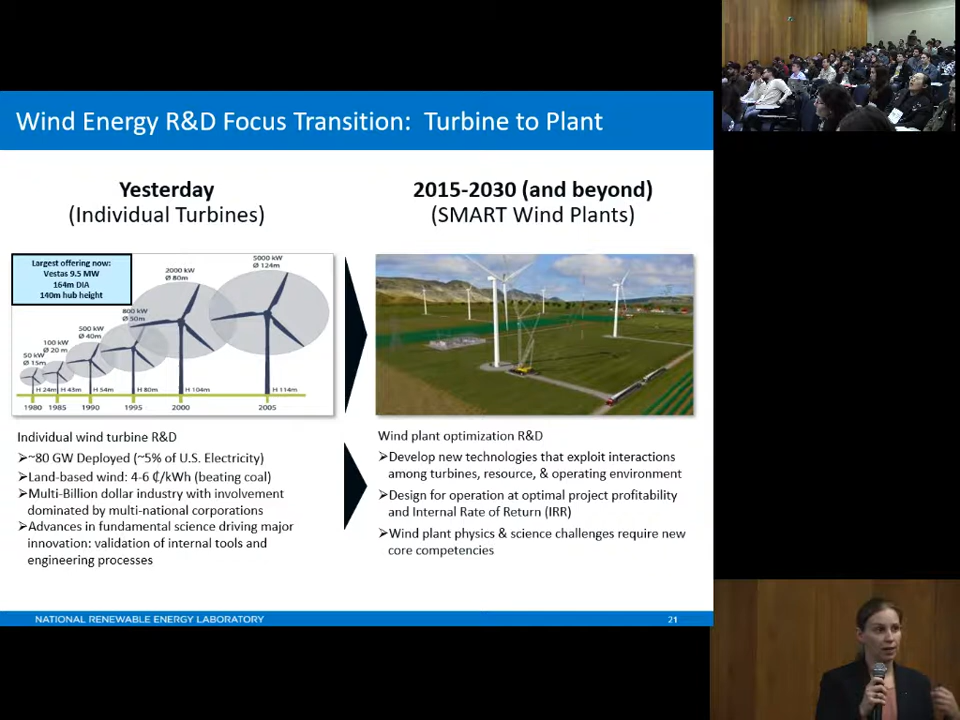 Wind Energy R&D Focus Transition: Turbine to Plant
Yesterday
(Individual Turbines)
2015-2030 (and beyond)
(SMART Wind Plants)
Largest offering now:
Vestas 9.5 MW
164m DIA
140m hub height
50 kW
Ø 15m
100 kW
Ø 20 m
500 kW
Ø 40m
800 kW
Ø 50m
2000 kW
Ø 80m
5000 kW
Ø 124m
H 24m
H 43m
H 54m
H 80m
H 104m
H 114m
1980 1985 1990 1995 2000 2005
Individual wind turbine R&D
➢~80 GW Deployed (~5% of U.S. Electricity)
➢Land-based wind: 4-6 ₵/kWh (beating coal)
➢Multi-Billion dollar industry with involvement
dominated by multi-national corporations
➢Advances in fundamental science driving major
innovation: validation of internal tools and
engineering processes
Wind plant optimization R&D
➢Develop new technologies that exploit interactions
among turbines, resource, & operating environment
➢Design for operation at optimal project profitability
and Internal Rate of Return (IRR)
➢Wind plant physics & science challenges require new
core competencies
NATIONAL RENEWABLE ENERGY LABORATORY
21